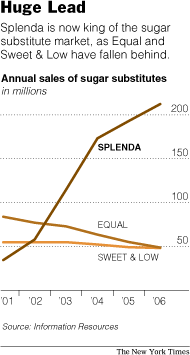 Huge Lead
Splenda is now king of the sugar
substitute market, as Equal and
Sweet & Low have fallen behind.
Annual sales of sugar substitutes
in millions
200
SPLENDA
150
100
EQUAL
50
SWEET & LOW
'01 '02 '03 '04 '05 '06
Source: Information Resources
The New York Times